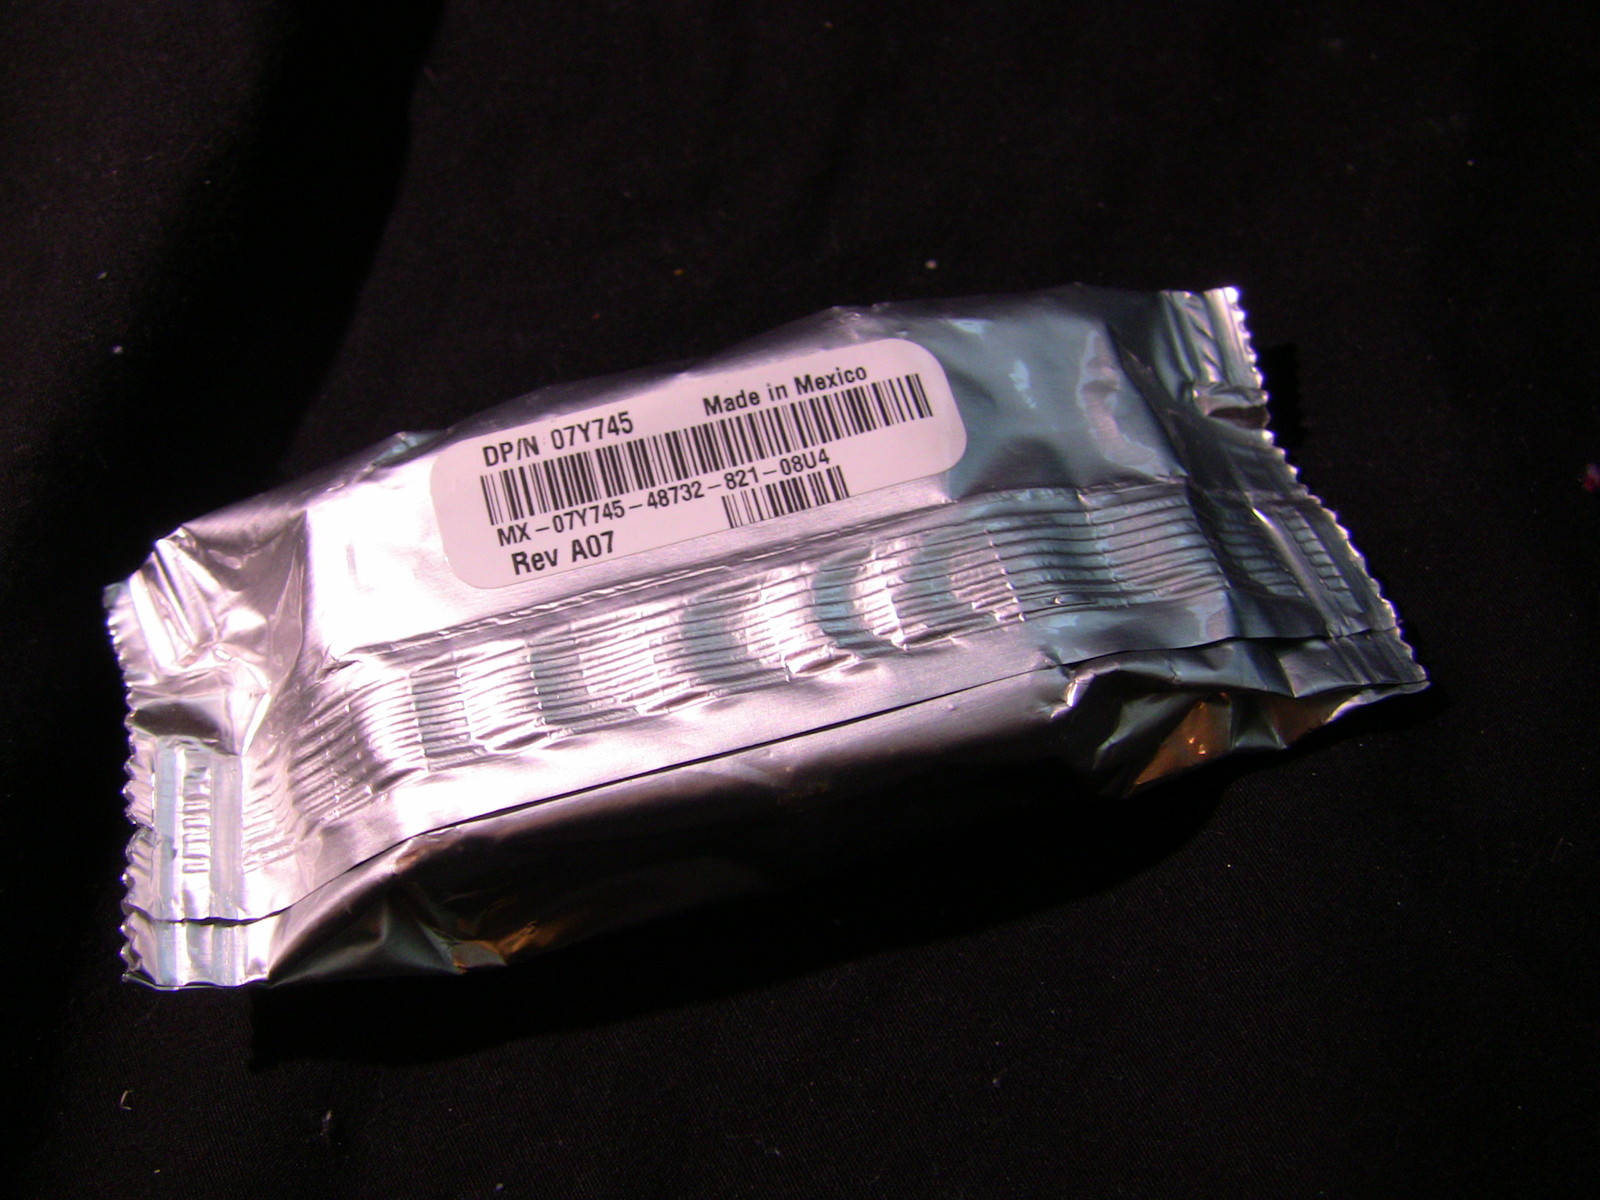 DP/N 07Y745 Made in Mexico
MX-07Y745-48732-821-08U4
Rev A07